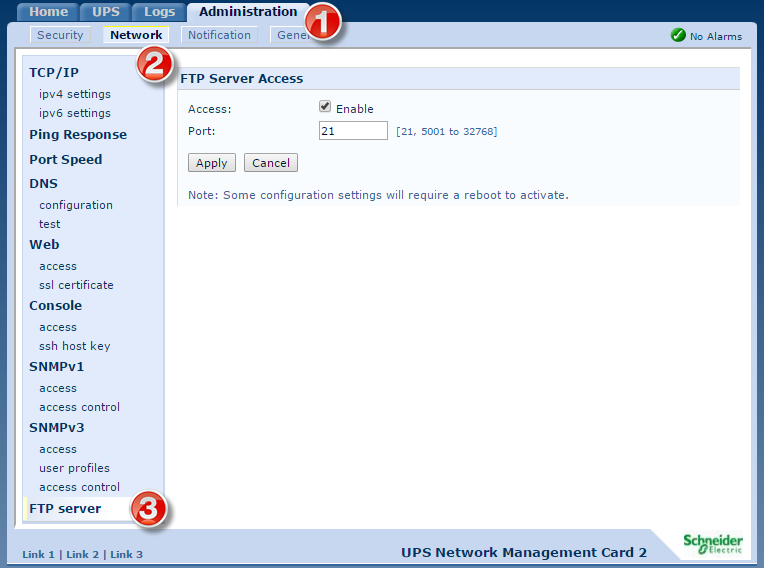 Home UPS Logs Administration 1
Security Network Notification Gene
No Alarms
2
TCP/IP
ipv4 settings
ipv6 settings
Ping Response
Port Speed
DNS
configuration
test
Web
access
ssl certificate
Console
access
ssh host key
SNMPv1
access
access control
SNMPv3
access
user profiles
access control
FTP server 3
FTP Server Access
Access: Enable
Port: 21 [21, 5001 to 32768]
Apply Cancel
Note: Some configuration settings will require a reboot to activate.
Link 1 | Link 2 | Link 3
UPS Network Management Card 2
Schneider
Electric